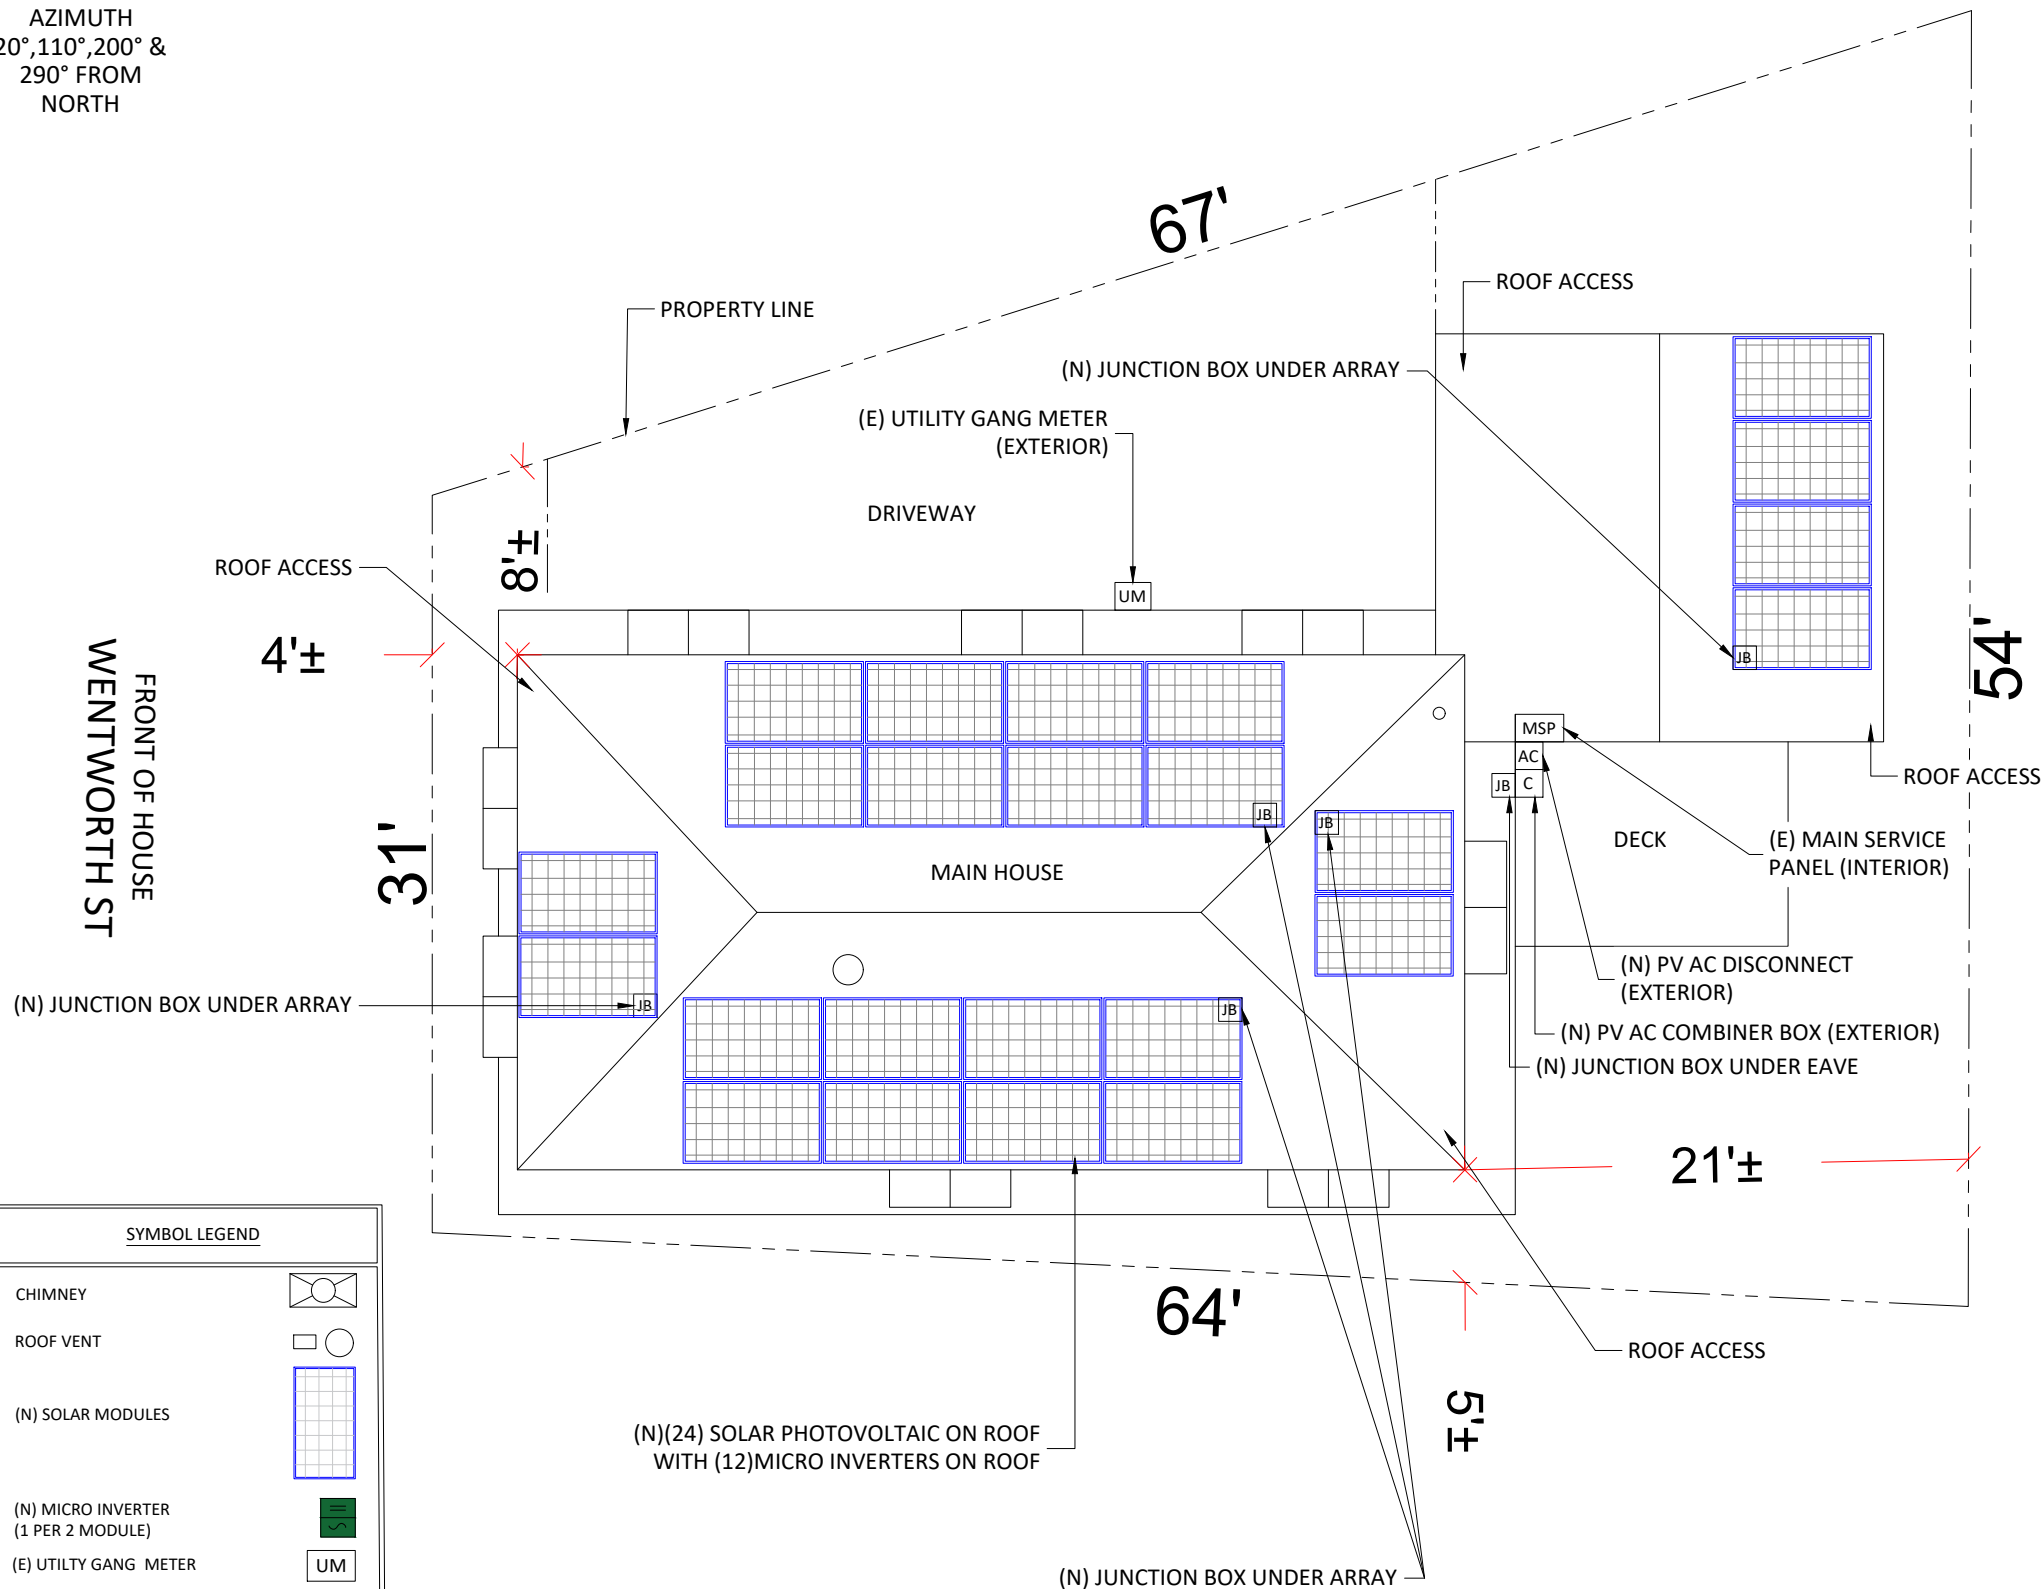 AZIMUTH
20°,110°,200° &
290° FROM
NORTH
67'
PROPERTY LINE
ROOF ACCESS
(N) JUNCTION BOX UNDER ARRAY
(E) UTILITY GANG METER
(EXTERIOR)
DRIVEWAY
8'±
UM
ROOF ACCESS
4'±
FRONT OF HOUSE
WENTWORTH ST
31'
54'
JB
MSP
AC
JB
C
ROOF ACCESS
JB
JB
DECK
(E) MAIN SERVICE
PANEL (INTERIOR)
MAIN HOUSE
(N) PV AC DISCONNECT
(EXTERIOR)
(N) JUNCTION BOX UNDER ARRAY
JB
JB
(N) PV AC COMBINER BOX (EXTERIOR)
(N) JUNCTION BOX UNDER EAVE
21'±
64'
ROOF ACCESS
5'±
(N)(24) SOLAR PHOTOVOLTAIC ON ROOF
WITH (12)MICRO INVERTERS ON ROOF
(N) JUNCTION BOX UNDER ARRAY
SYMBOL LEGEND
CHIMNEY
ROOF VENT
(N) SOLAR MODULES
(N) MICRO INVERTER
(1 PER 2 MODULE)
(E) UTILTY GANG METER
UM